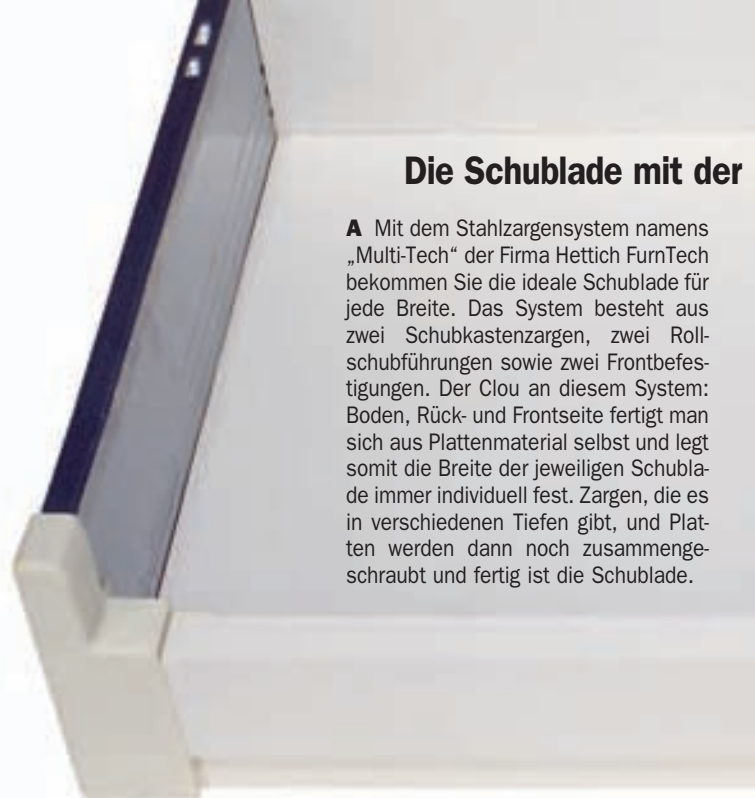 Die Schublade mit der
A Mit dem Stahlzargensystem namens
„Multi-Tech“ der Firma Hettich FurnTech
bekommen Sie die ideale Schublade für
jede Breite. Das System besteht aus
zwei Schubkastenzargen, zwei Roll-
schubführungen sowie zwei Frontbefes-
tigungen. Der Clou an diesem System:
Boden, Rück- und Frontseite fertigt man
sich aus Plattenmaterial selbst und legt
somit die Breite der jeweiligen Schubla-
de immer individuell fest. Zargen, die es
in verschiedenen Tiefen gibt, und Plat-
ten werden dann noch zusammenge-
schraubt und fertig ist die Schublade.